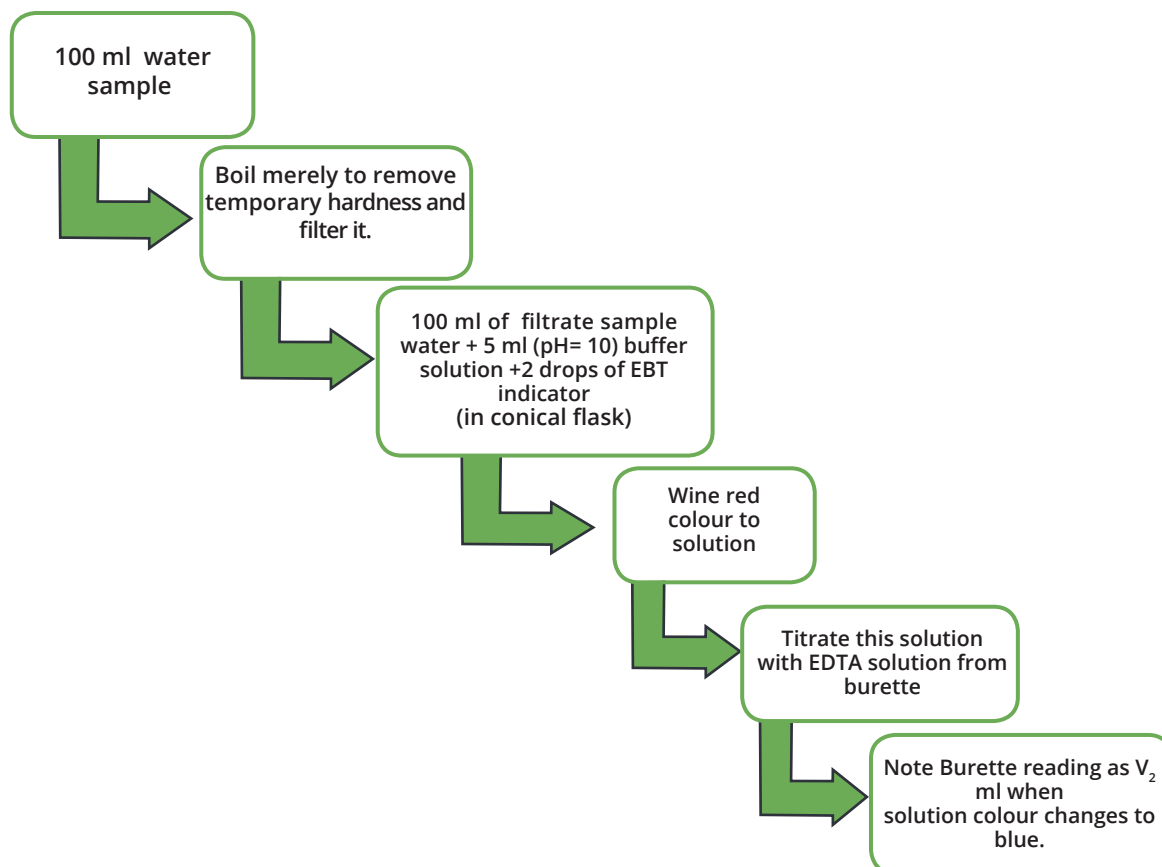 100 ml water
sample
Boil merely to remove
temporary hardness and
filter it.
100 ml of filtrate sample
water + 5 ml (pH= 10) buffer
solution +2 drops of EBT
indicator
(in conical flask)
Wine red
colour to
solution
Titrate this solution
with EDTA solution from
burette
Note Burette reading as V₂
ml when
solution colour changes to
blue.